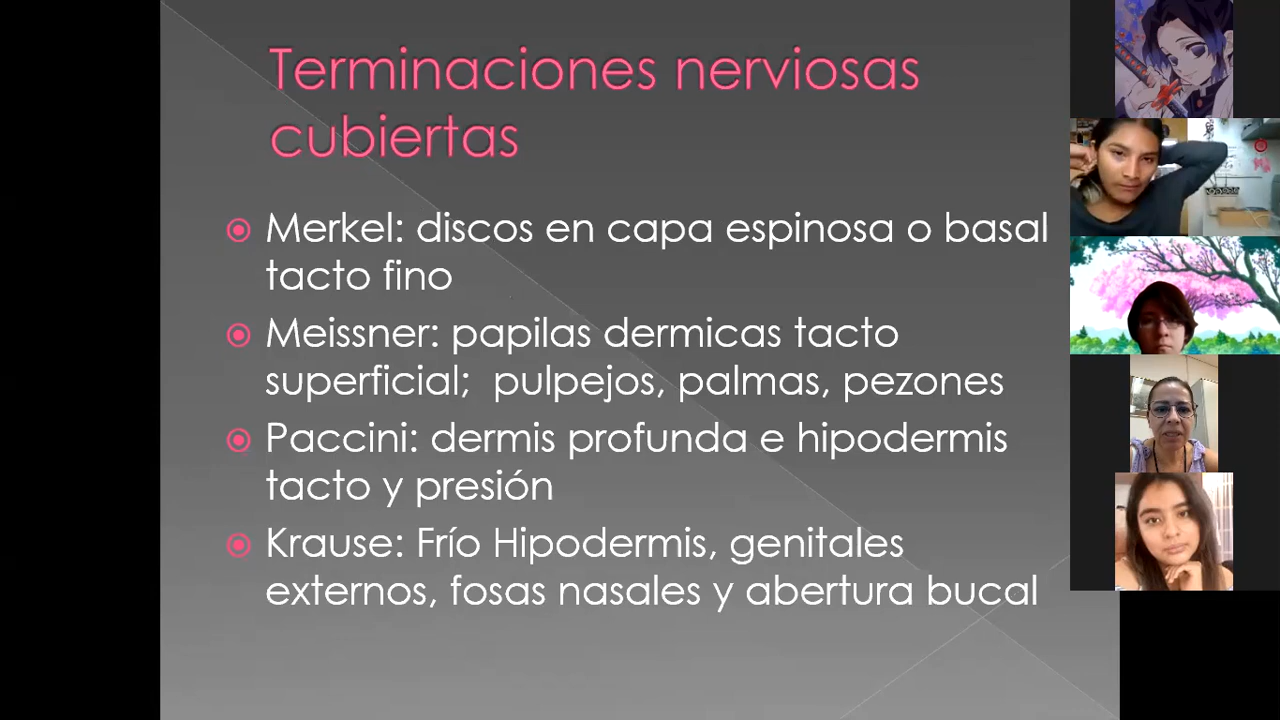 Terminaciones nerviosas
cubiertas
Merkel: discos en capa espinosa o basal
tacto fino
Meissner: papilas dermicas tacto
superficial; pulpejos, palmas, pezones
Paccini: dermis profunda e hipodermis
tacto y presión
Krause: Frío Hipodermis, genitales
externos, fosas nasales y abertura bucal